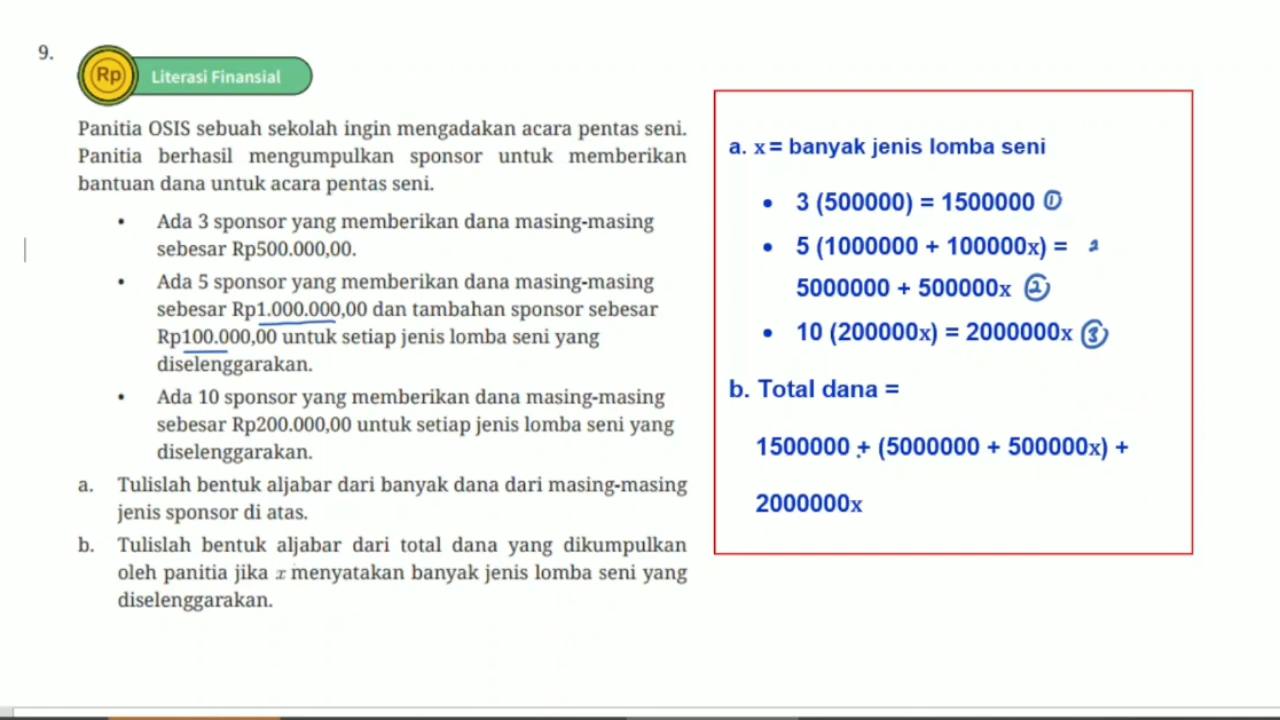 9.
Rp Literasi Finansial
Panitia OSIS sebuah sekolah ingin mengadakan acara pentas seni.
Panitia berhasil mengumpulkan sponsor untuk memberikan
bantuan dana untuk acara pentas seni.
• Ada 3 sponsor yang memberikan dana masing-masing
sebesar Rp500.000,00.
• Ada 5 sponsor yang memberikan dana masing-masing
sebesar Rp1.000.000,00 dan tambahan sponsor sebesar
Rp100.000,00 untuk setiap jenis lomba seni yang
diselenggarakan.
• Ada 10 sponsor yang memberikan dana masing-masing
sebesar Rp200.000,00 untuk setiap jenis lomba seni yang
diselenggarakan.
a. Tulislah bentuk aljabar dari banyak dana dari masing-masing
jenis sponsor di atas.
b. Tulislah bentuk aljabar dari total dana yang dikumpulkan
oleh panitia jika x menyatakan banyak jenis lomba seni yang
diselenggarakan.
a. x = banyak jenis lomba seni
• 3 (500000) = 1500000 ①
• 5 (1000000 + 100000x) = 2
5000000 + 500000x ②
• 10 (200000x) = 2000000x ③
b. Total dana =
1500000 + (5000000 + 500000x) +
2000000x